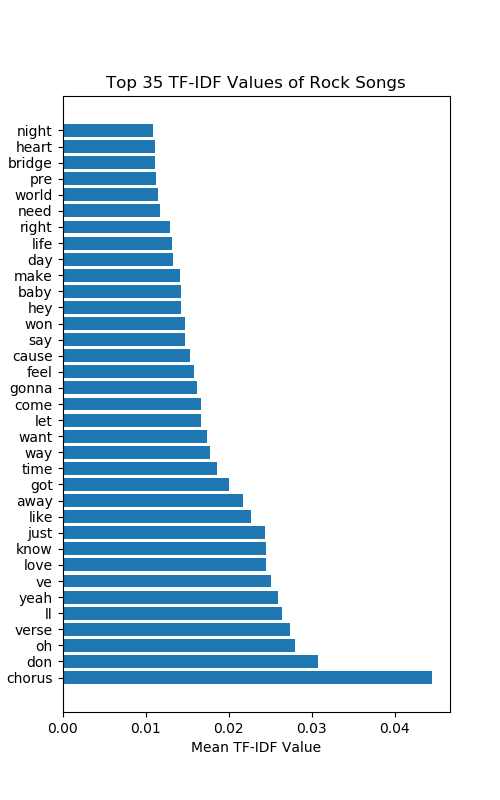 Top 35 TF-IDF Values of Rock Songs
night
heart
bridge
pre
world
need
right
life
day
make
baby
hey
won
say
cause
feel
gonna
come
let
want
way
time
got
away
like
just
know
love
ve
yeah
ll
verse
oh
don
chorus
0.00 0.01 0.02 0.03 0.04
Mean TF-IDF Value